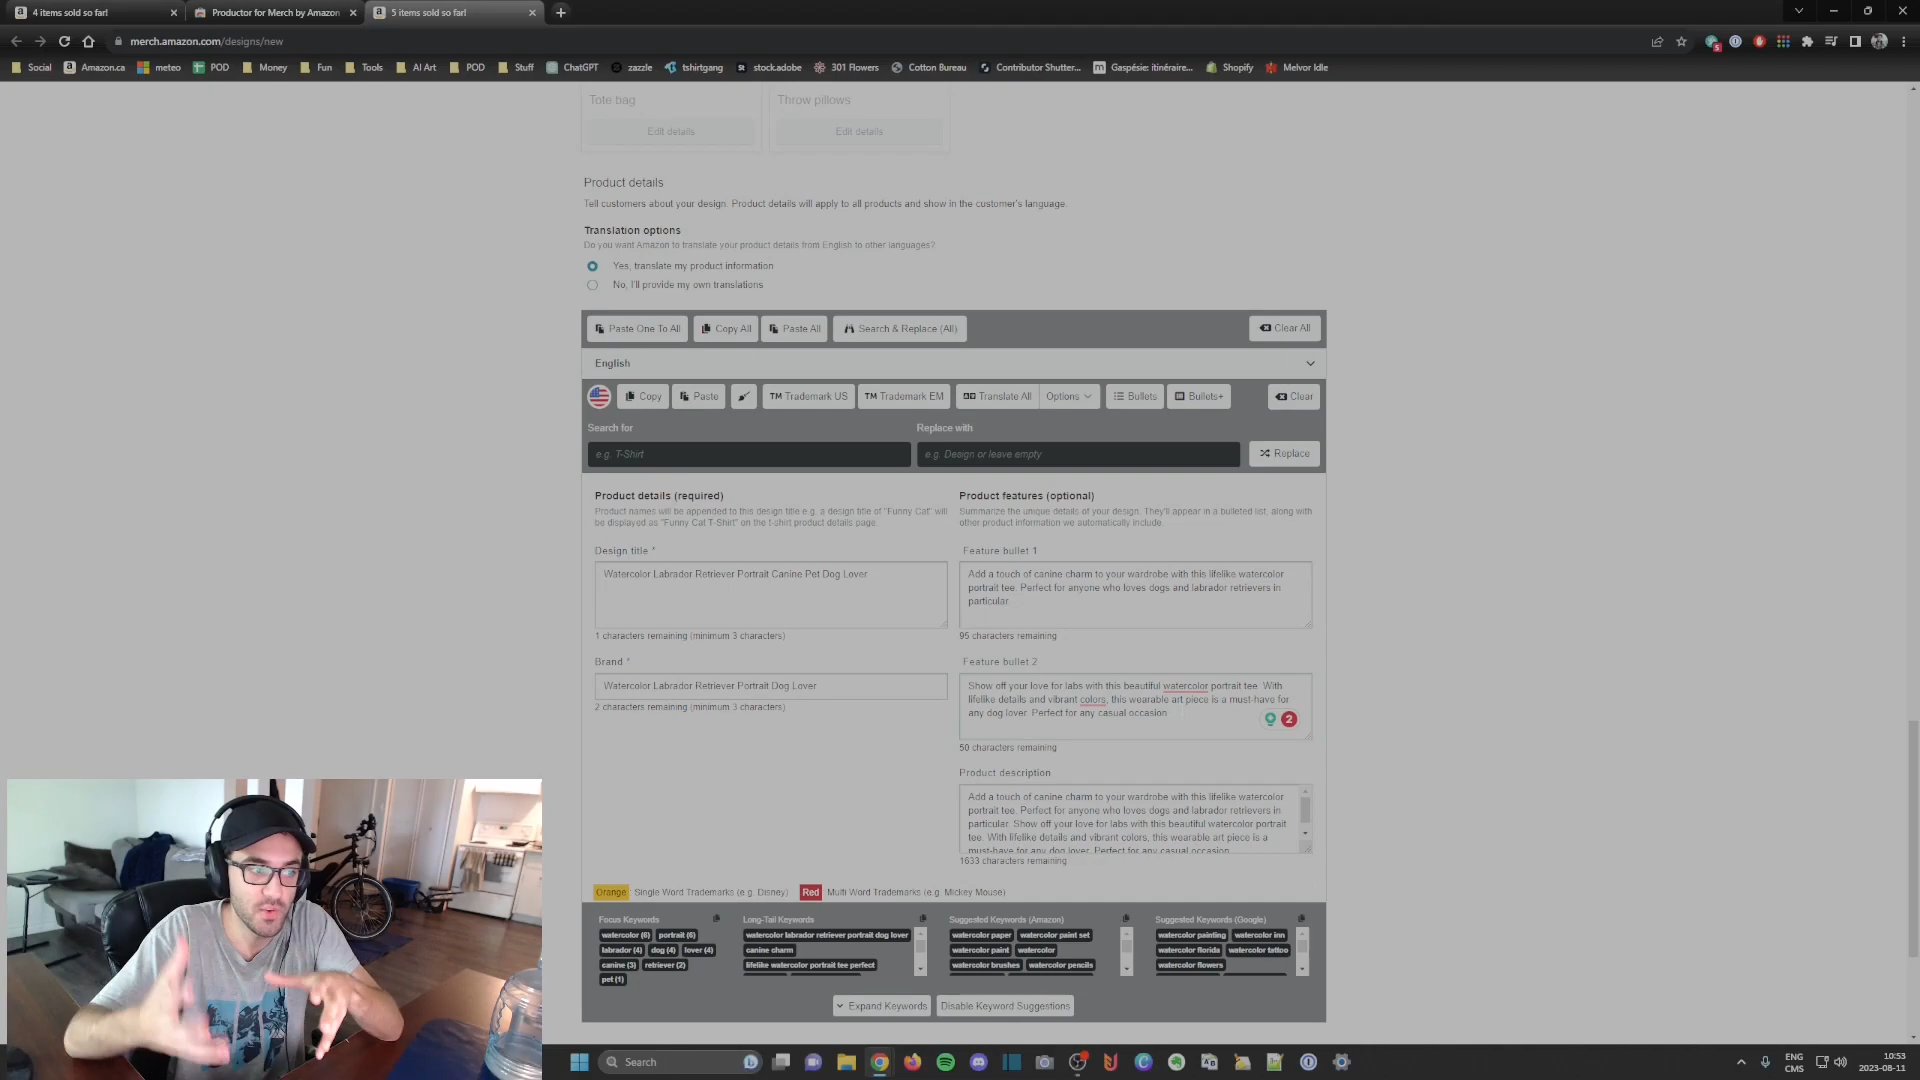 4 items sold so far!
Productor for Merch by Amazon
5 items sold so far!
merch.amazon.com/designs/new
Social Amazon.ca meteo POD Money Fun Tools AI Art POD Stuff ChatGPT zazzle tshirtgang stock.adobe 301 Flowers Cotton Bureau Contributor Shutter... Gaspésie: itinéraire... Shopify Melvor Idle
Tote bag Throw pillows
Edit details Edit details
Product details
Tell customers about your design. Product details will apply to all products and show in the customer's language.
Translation options
Do you want Amazon to translate your product details from English to other languages?
Yes, translate my product information
No, I'll provide my own translations
Paste One To All Copy All Paste All Search & Replace (All) Clear All
English
Copy Paste TM Trademark US TM Trademark EM Translate All Options Bullets Bullets+ Clear
Search for Replace with
e.g. T-Shirt e.g. Design or leave empty Replace
Product details (required)
Product names will be appended to this design title e.g. a design title of "Funny Cat" will
be displayed as "Funny Cat T-Shirt" on the t-shirt product details page.
Design title *
Watercolor Labrador Retriever Portrait Canine Pet Dog Lover
1 characters remaining (minimum 3 characters)
Brand *
Watercolor Labrador Retriever Portrait Dog Lover
2 characters remaining (minimum 3 characters)
Product features (optional)
Summarize the unique details of your design. They'll appear in a bulleted list, along with
other product information we automatically include.
Feature bullet 1
Add a touch of canine charm to your wardrobe with this lifelike watercolor
portrait tee. Perfect for anyone who loves dogs and labrador retrievers in
particular.
95 characters remaining
Feature bullet 2
Show off your love for labs with this beautiful watercolor portrait tee. With
lifelike details and vibrant colors, this wearable art piece is a must-have for
any dog lover. Perfect for any casual occasion.
2
50 characters remaining
Product description
Add a touch of canine charm to your wardrobe with this lifelike watercolor
portrait tee. Perfect for anyone who loves dogs and labrador retrievers in
particular. Show off your love for labs with this beautiful watercolor portrait
tee. With lifelike details and vibrant colors, this wearable art piece is a
must-have for any dog lover. Perfect for any casual occasion.
1633 characters remaining
Orange Single Word Trademarks (e.g. Disney) Red Multi Word Trademarks (e.g. Mickey Mouse)
Focus Keywords
watercolor (6) portrait (6)
labrador (4) dog (4) lover (4)
canine (3) retriever (2)
pet (1)
Long-Tail Keywords
watercolor labrador retriever portrait dog lover
canine charm
lifelike watercolor portrait tee perfect
Suggested Keywords (Amazon)
watercolor paper watercolor paint set
watercolor paint watercolor
watercolor brushes watercolor pencils
Suggested Keywords (Google)
watercolor painting watercolor inn
watercolor florida watercolor tattoo
watercolor flowers
Expand Keywords Disable Keyword Suggestions
Search
ENG
CMS
10:53
2023-08-11